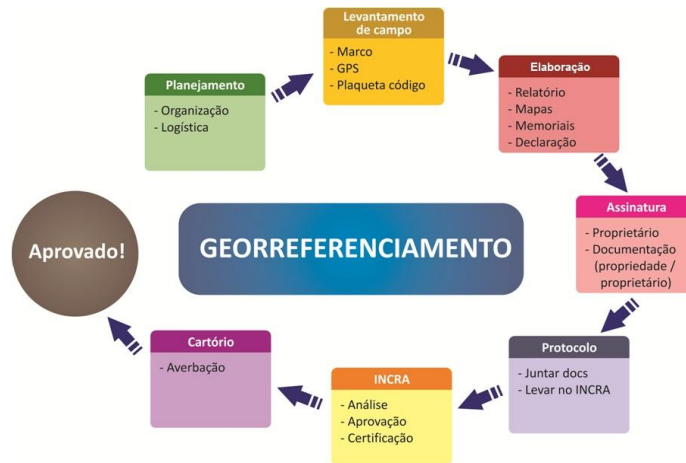 Planejamento
- Organização
- Logística
Levantamento
de campo
- Marco
- GPS
- Plaqueta código
Elaboração
- Relatório
- Mapas
- Memoriais
- Declaração
Assinatura
- Proprietário
- Documentação
(propriedade /
proprietário)
Protocolo
- Juntar docs
- Levar no INCRA
INCRA
- Análise
- Aprovação
- Certificação
Cartório
- Averbação
Aprovado!
GEORREFERENCIAMENTO